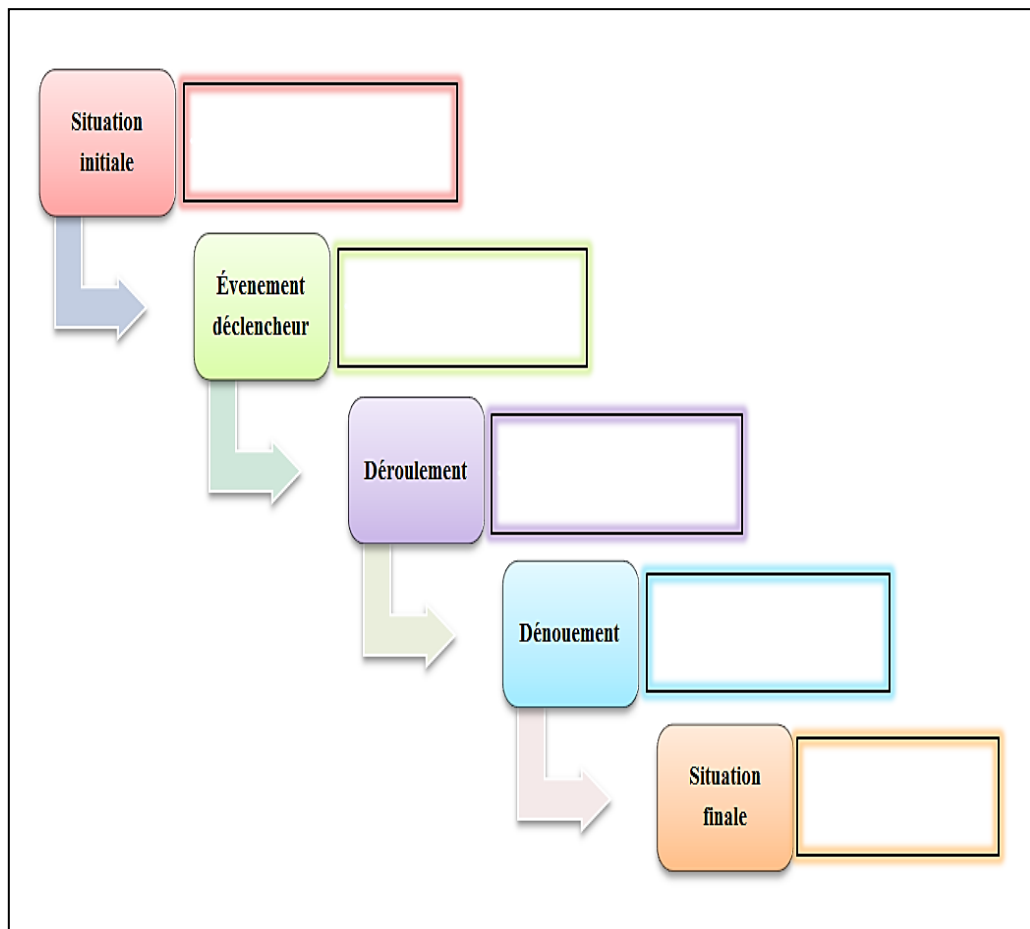 Situation
initiale
Évenement
déclencheur
Déroulement
Dénouement
Situation
finale